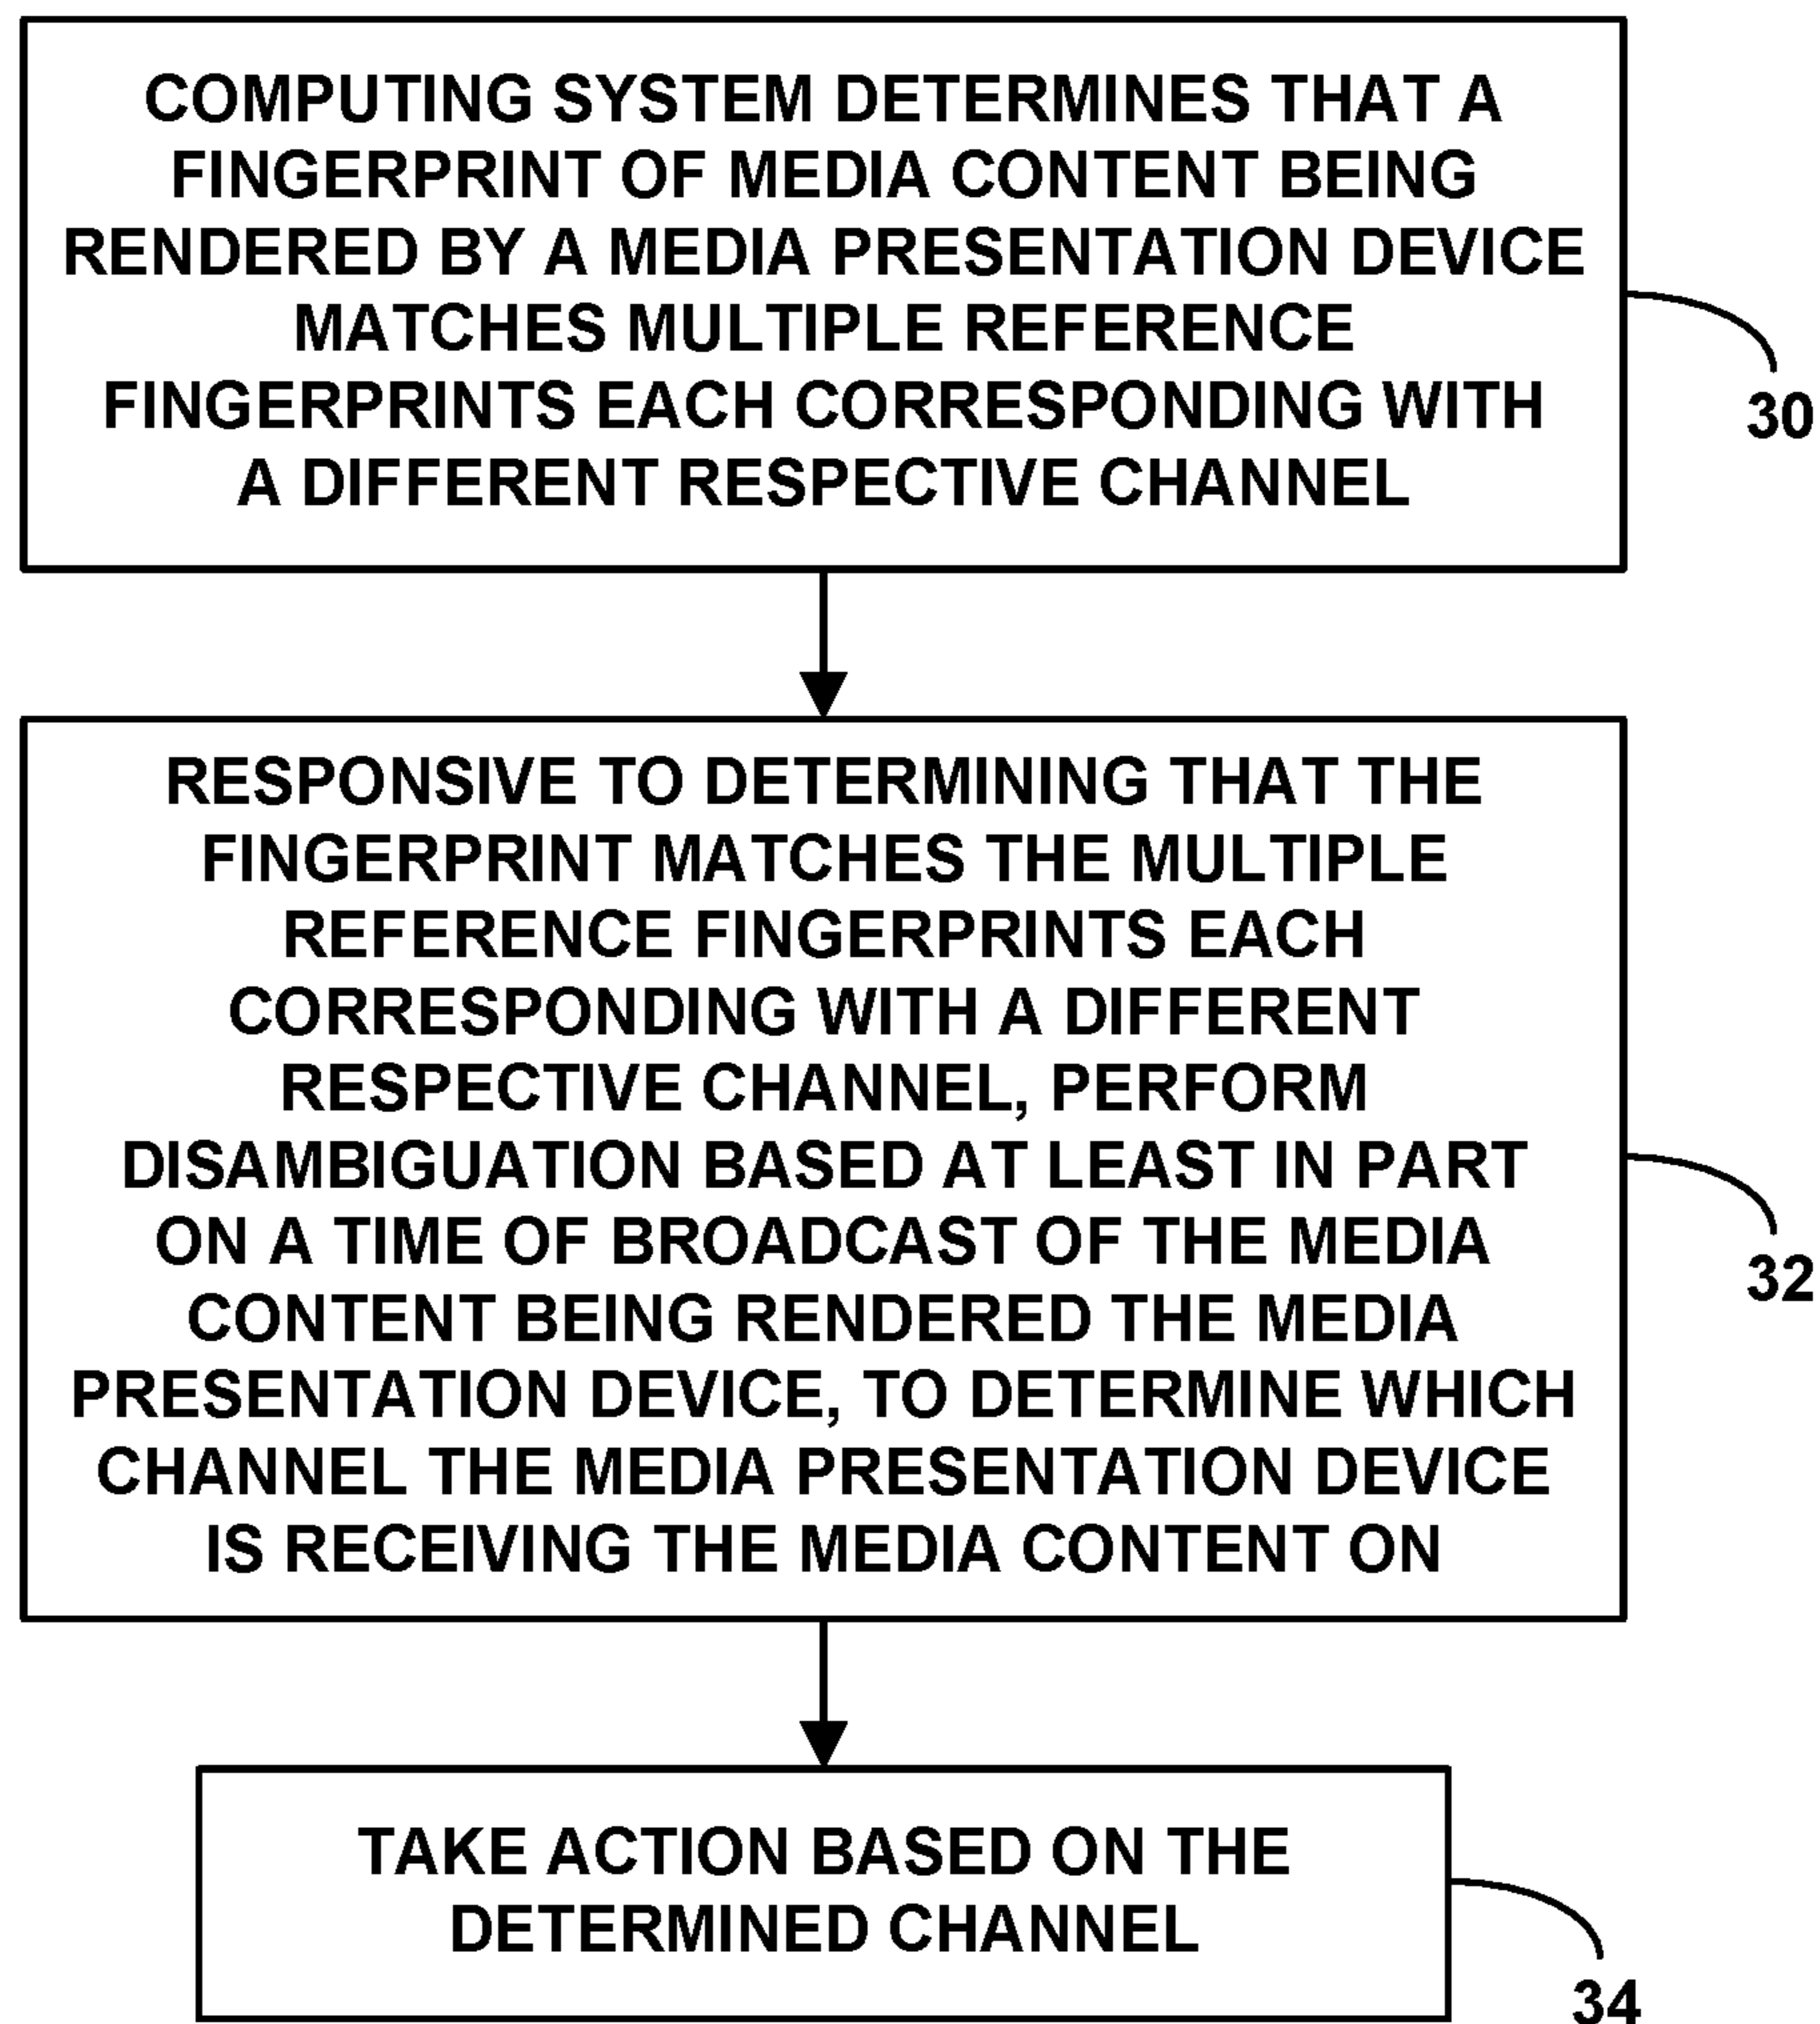 COMPUTING SYSTEM DETERMINES THAT A
FINGERPRINT OF MEDIA CONTENT BEING
RENDERED BY A MEDIA PRESENTATION DEVICE
MATCHES MULTIPLE REFERENCE
FINGERPRINTS EACH CORRESPONDING WITH
A DIFFERENT RESPECTIVE CHANNEL
30
RESPONSIVE TO DETERMINING THAT THE
FINGERPRINT MATCHES THE MULTIPLE
REFERENCE FINGERPRINTS EACH
CORRESPONDING WITH A DIFFERENT
RESPECTIVE CHANNEL, PERFORM
DISAMBIGUATION BASED AT LEAST IN PART
ON A TIME OF BROADCAST OF THE MEDIA
CONTENT BEING RENDERED THE MEDIA
PRESENTATION DEVICE, TO DETERMINE WHICH
CHANNEL THE MEDIA PRESENTATION DEVICE
IS RECEIVING THE MEDIA CONTENT ON
32
TAKE ACTION BASED ON THE
DETERMINED CHANNEL
34